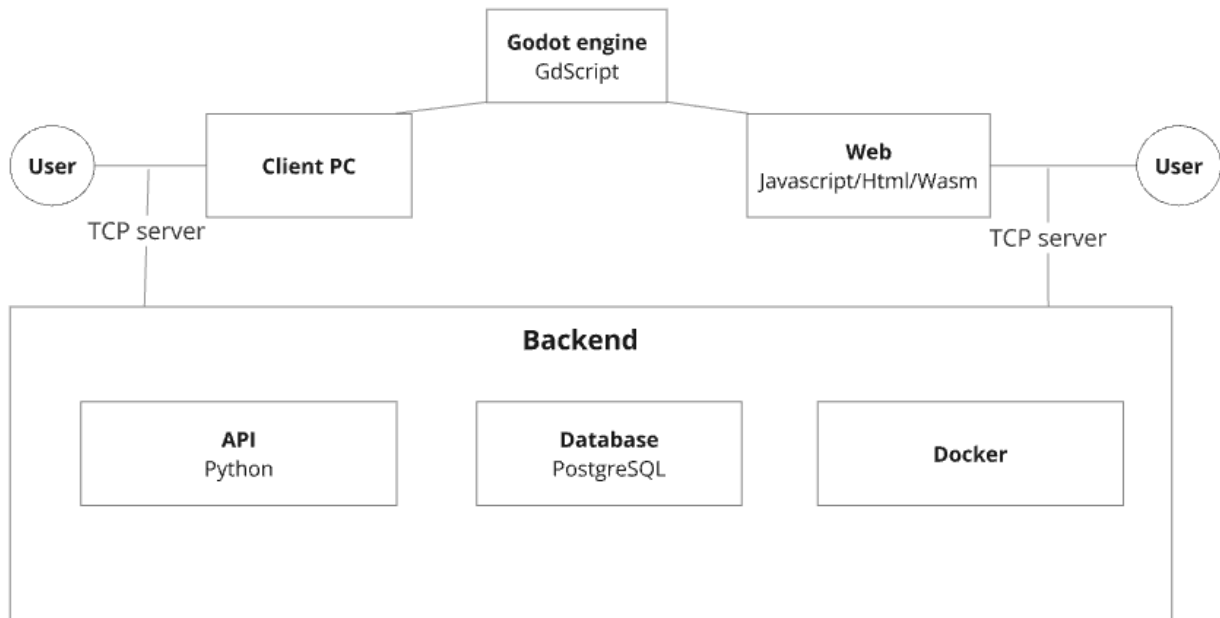 Godot engine
GdScript
User
Client PC
Web
Javascript/Html/Wasm
User
TCP server
TCP server
Backend
API
Python
Database
PostgreSQL
Docker